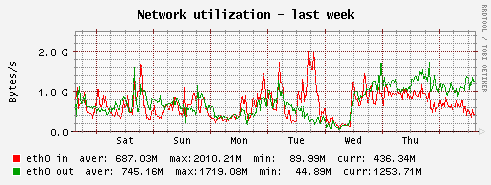 Network utilization - last week
RRDTOOL / TOBI OETIKER
Bytes/s
2.0 G
1.0 G
0.0
Sat Sun Mon Tue Wed Thu
eth0 in aver: 687.03M max:2010.21M min: 89.99M curr: 436.34M
eth0 out aver: 745.16M max:1719.08M min: 44.89M curr:1253.71M